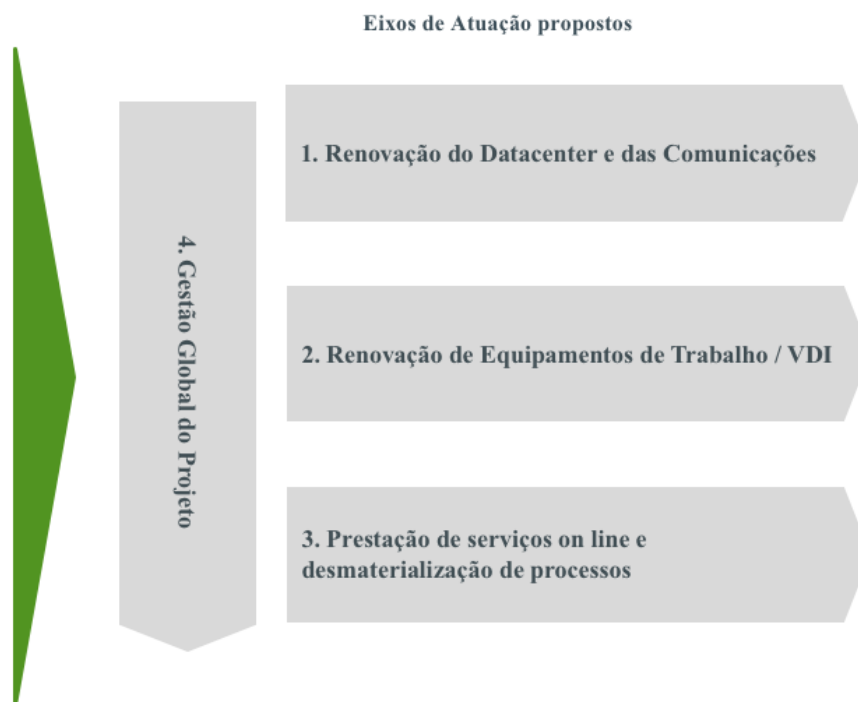 Eixos de Atuação propostos
1. Renovação do Datacenter e das Comunicações
4. Gestão Global do Projeto
2. Renovação de Equipamentos de Trabalho / VDI
3. Prestação de serviços on line e
desmaterialização de processos